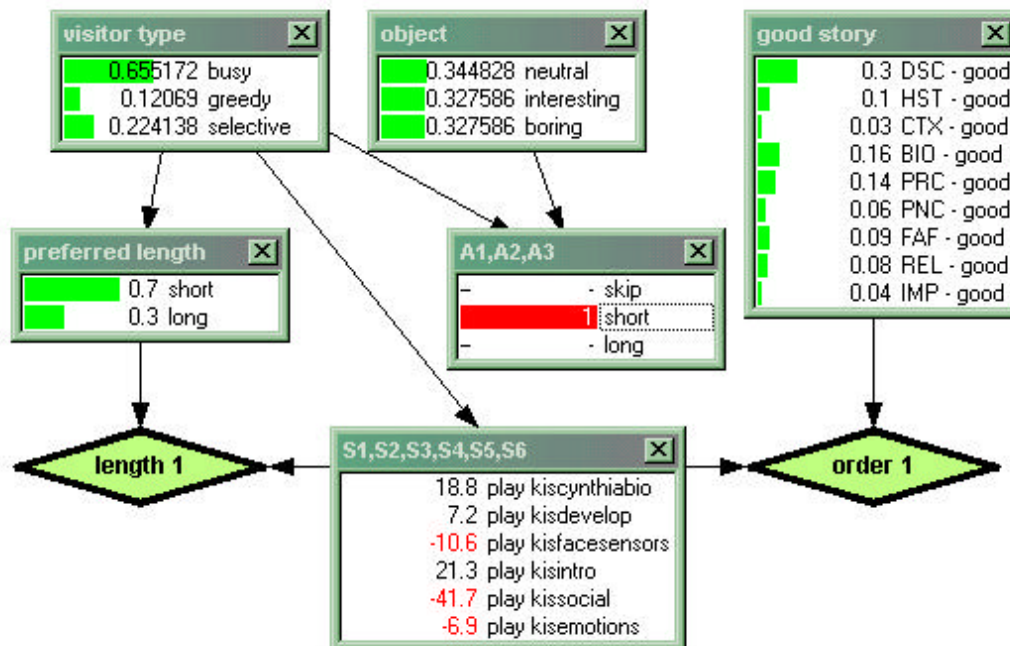 visitor type
0.655172 busy
0.12069 greedy
0.224138 selective
object
0.344828 neutral
0.327586 interesting
0.327586 boring
good story
0.3 DSC - good
0.1 HST - good
0.03 CTX - good
0.16 BIO - good
0.14 PRC - good
0.06 PNC - good
0.09 FAF - good
0.08 REL - good
0.04 IMP - good
preferred length
0.7 short
0.3 long
A1,A2,A3
- - skip
1 short
- - long
length 1
S1,S2,S3,S4,S5,S6
18.8 play kiscynthiabio
7.2 play kisdevelop
-10.6 play kisfacesensors
21.3 play kisintro
-41.7 play kissocial
-6.9 play kisemotions
order 1